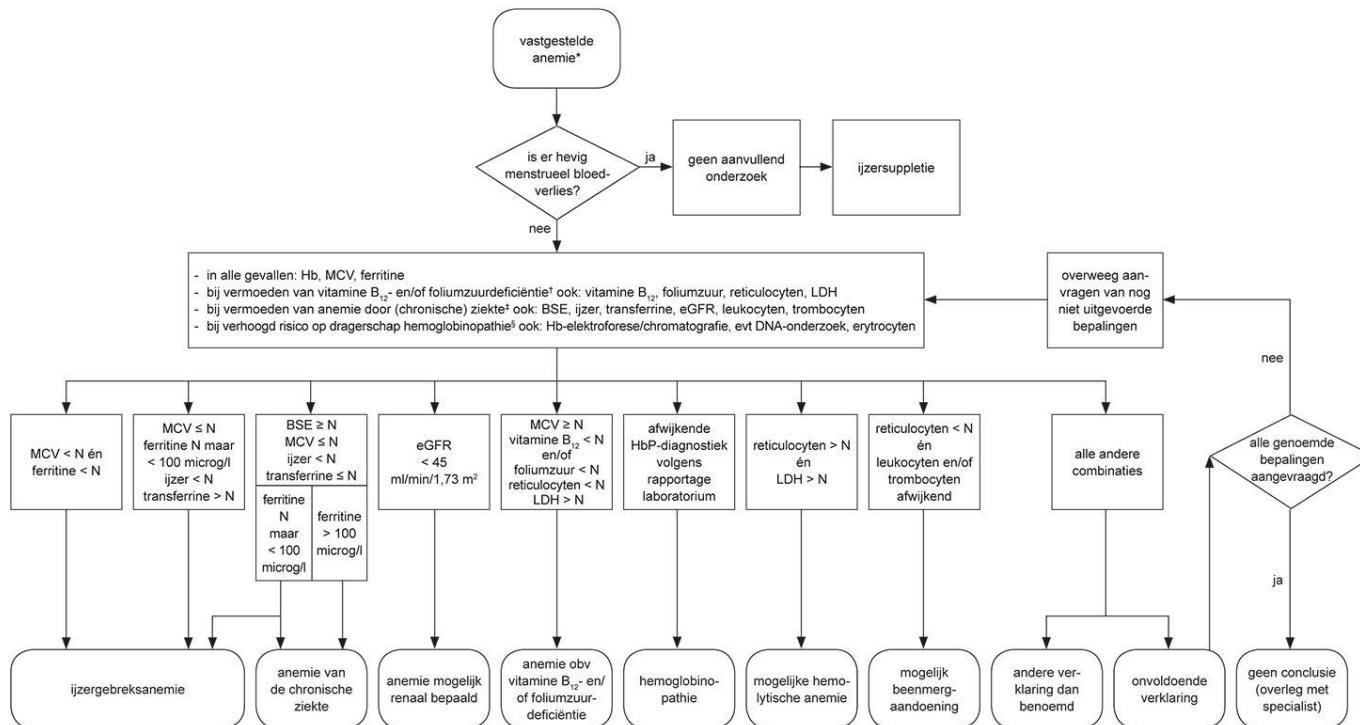 vastgestelde
anemie*
is er hevig
menstrueel bloed-
verlies?
ja
geen aanvullend
onderzoek
ijzersuppletie
nee
- in alle gevallen: Hb, MCV, ferritine
- bij vermoeden van vitamine B12- en/of foliumzuurdeficiëntie† ook: vitamine B12, foliumzuur, reticulocyten, LDH
- bij vermoeden van anemie door (chronische) ziekte‡ ook: BSE, ijzer, transferrine, eGFR, leukocyten, trombocyten
- bij verhoogd risico op dragerschap hemoglobinopathie§ ook: Hb-elektroforese/chromatografie, evt DNA-onderzoek, erytrocyten
overweeg aan-
vragen van nog
niet uitgevoerde
bepalingen
nee
MCV < N én
ferritine < N
MCV ≤ N
ferritine N maar
< 100 microg/l
ijzer < N
transferrine > N
BSE ≥ N
MCV ≤ N
ijzer < N
transferrine ≤ N
ferritine
N
maar
< 100
microg/l
ferritine
> 100
microg/l
eGFR
< 45
ml/min/1,73 m²
MCV ≥ N
vitamine B12 < N
en/of
foliumzuur < N
reticulocyten < N
LDH > N
afwijkende
HbP-diagnostiek
volgens
rapportage
laboratorium
reticulocyten > N
én
LDH > N
reticulocyten < N
én
leukocyten en/of
trombocyten
afwijkend
alle andere
combinaties
alle genoemde
bepalingen
aangevraagd?
ja
ijzergebreksanemie
anemie van
de chronische
ziekte
anemie mogelijk
renaal bepaald
anemie obv
vitamine B12- en/
of foliumzuur-
deficiëntie
hemoglobino-
pathie
mogelijke hemo-
lytische anemie
mogelijk
beenmerg-
aandoening
andere ver-
klaring dan
benoemd
onvoldoende
verklaring
geen conclusie
(overleg met
specialist)